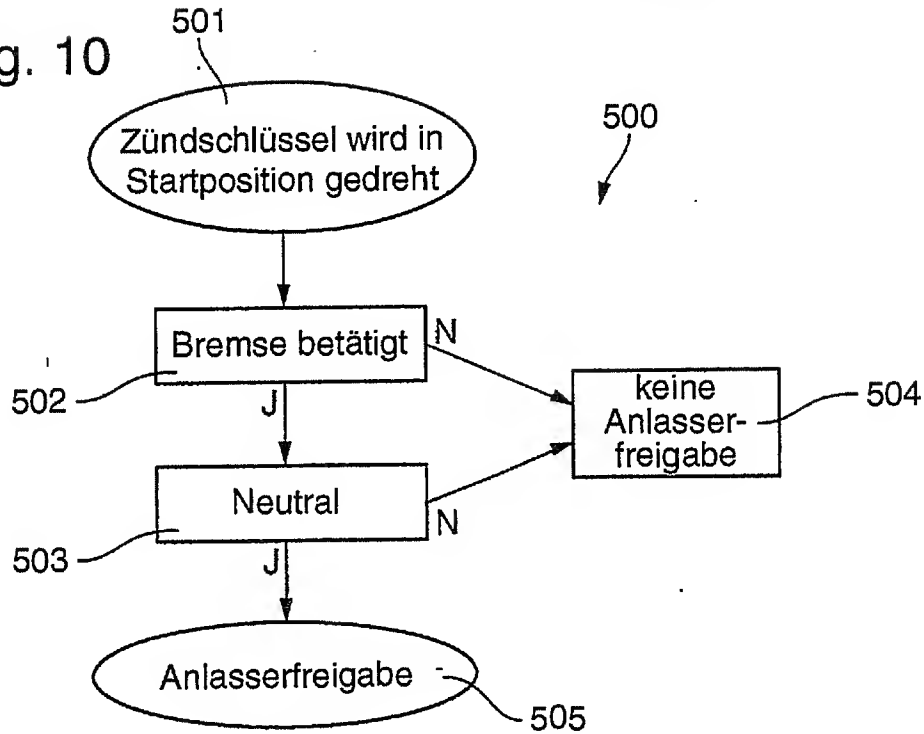 501
g. 10
Zündschlüssel wird in
Startposition gedreht
500
Bremse betätigt
N
502
J
keine
Anlasser-
freigabe
504
Neutral
N
503
J
Anlasserfreigabe
505